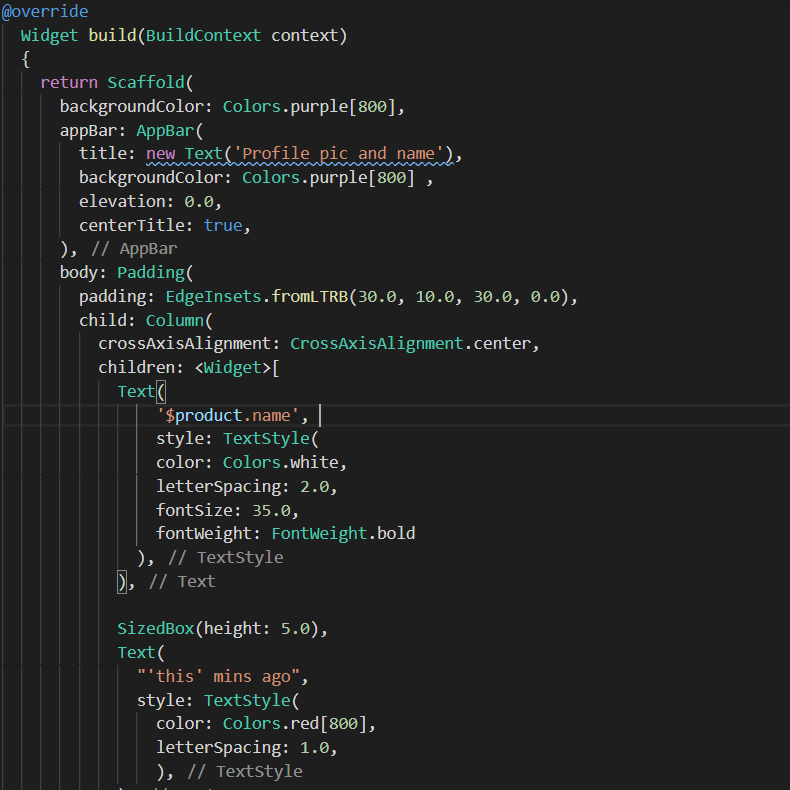 @override
Widget build(BuildContext context)
{
return Scaffold(
backgroundColor: Colors.purple[800],
appBar: AppBar(
title: new Text('Profile pic and name'),
backgroundColor: Colors.purple[800] ,
elevation: 0.0,
centerTitle: true,
), // AppBar
body: Padding(
padding: EdgeInsets.fromLTRB(30.0, 10.0, 30.0, 0.0),
child: Column(
crossAxisAlignment: CrossAxisAlignment.center,
children: <Widget>[
Text(
'$product.name',
style: TextStyle(
color: Colors.white,
letterSpacing: 2.0,
fontSize: 35.0,
fontWeight: FontWeight.bold
), // TextStyle
), // Text
SizedBox(height: 5.0),
Text(
"'this' mins ago",
style: TextStyle(
color: Colors.red[800],
letterSpacing: 1.0,
), // TextStyle